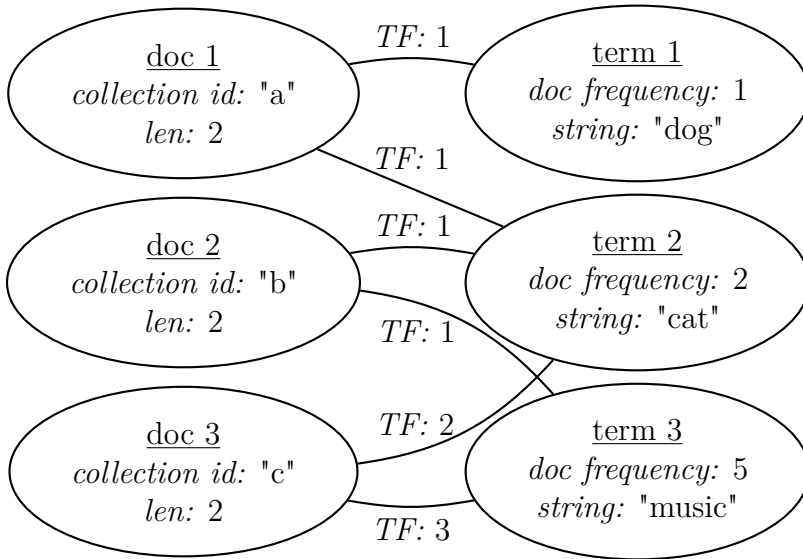 doc 1
collection id: "a"
len: 2
TF: 1
term 1
doc frequency: 1
string: "dog"
TF: 1
doc 2
collection id: "b"
len: 2
TF: 1
term 2
doc frequency: 2
string: "cat"
TF: 1
doc 3
collection id: "c"
len: 2
TF: 2
term 3
doc frequency: 5
string: "music"
TF: 3